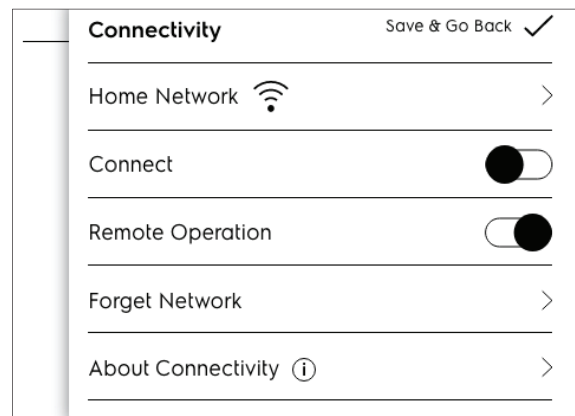 Connectivity
Save & Go Back
Home Network
Connect
Remote Operation
Forget Network
About Connectivity